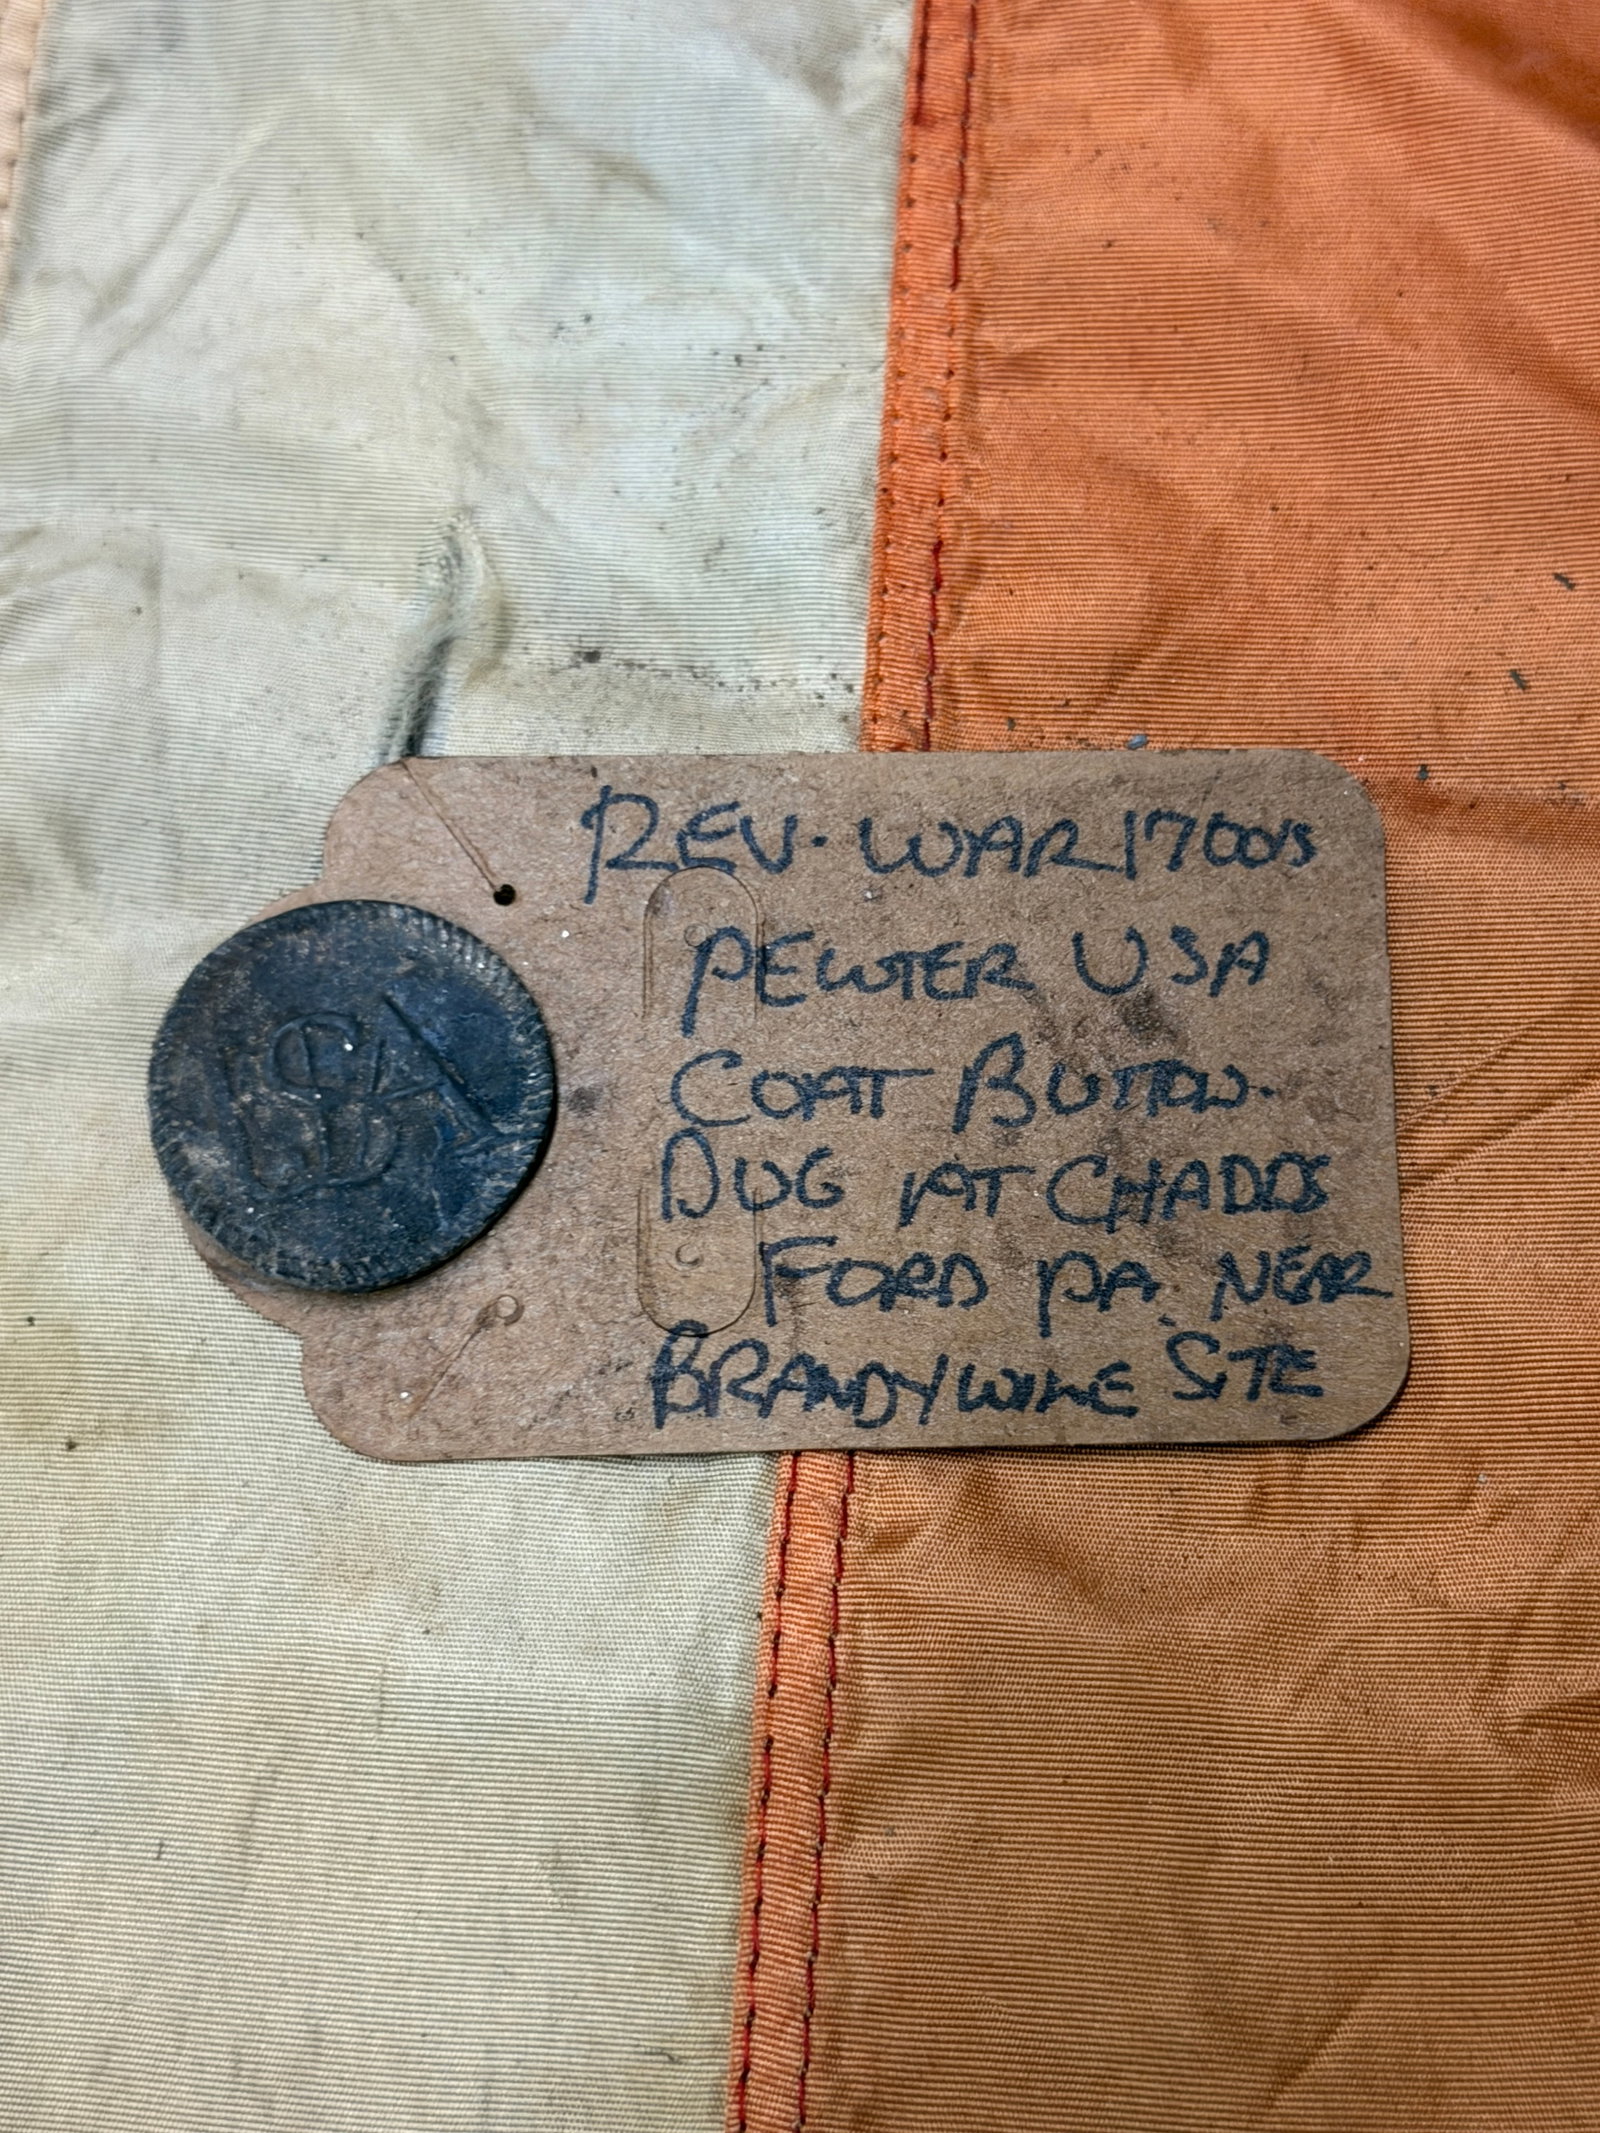 USA
REV. WAR 1700'S
PEWTER USA
COAT BUTTON.
DUG AT CHADDS
FORD PA. NEAR
BRANDYWINE SITE